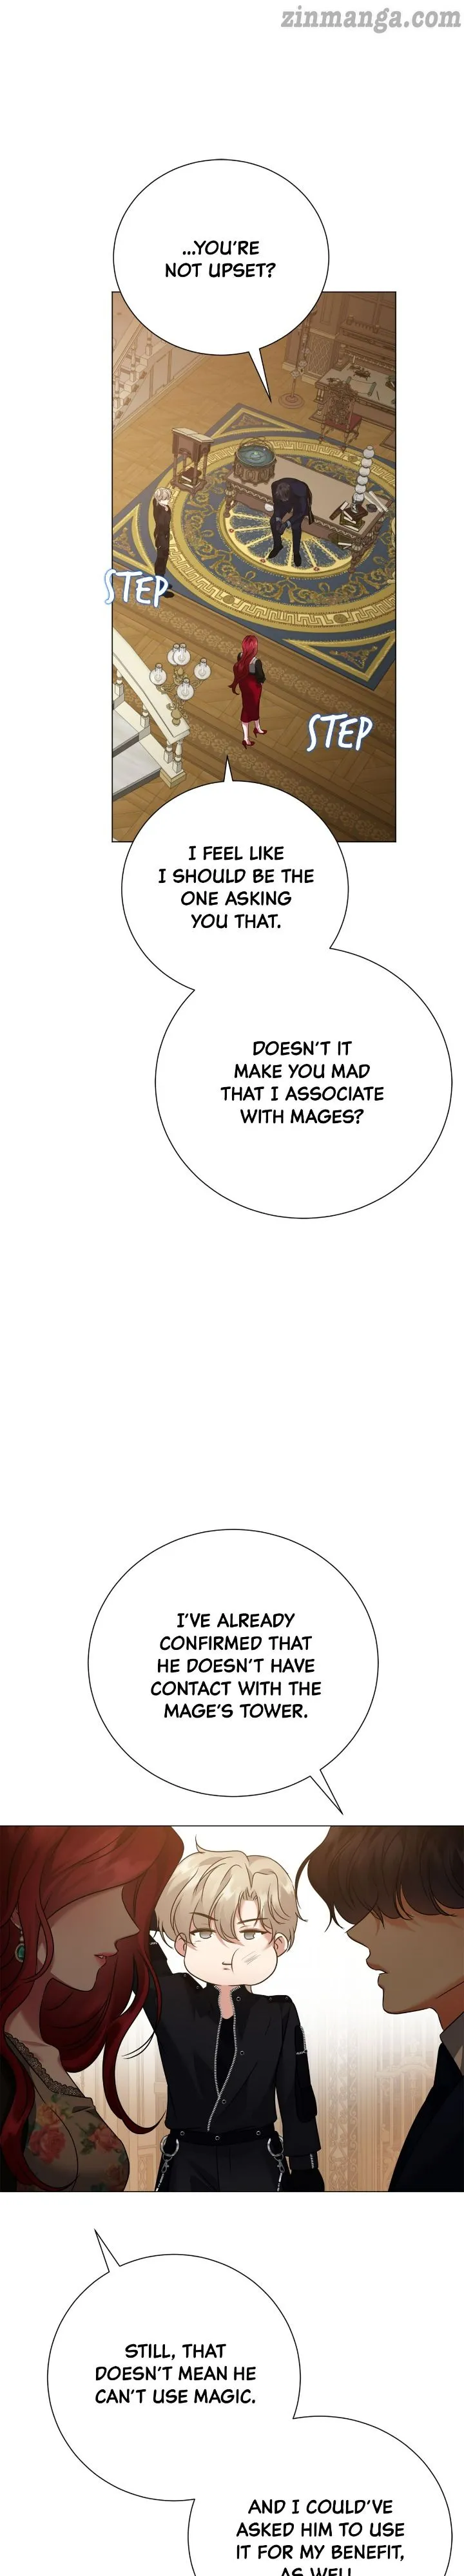 zinmanga.com
...YOU'RE
NOT UPSET?
STEP
STEP
I FEEL LIKE
I SHOULD BE THE
ONE ASKING
YOU THAT.
DOESN'T IT
MAKE YOU MAD
THAT I ASSOCIATE
WITH MAGES?
I'VE ALREADY
CONFIRMED THAT
HE DOESN'T HAVE
CONTACT WITH THE
MAGE'S TOWER.
STILL, THAT
DOESN'T MEAN HE
CAN'T USE MAGIC.
AND I COULD'VE
ASKED HIM TO USE
IT FOR MY BENEFIT,
AS WELL